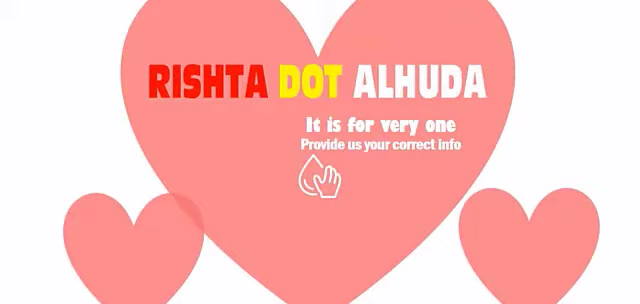 RISHTA DOT ALHUDA
It is for very one
Provide us your correct info